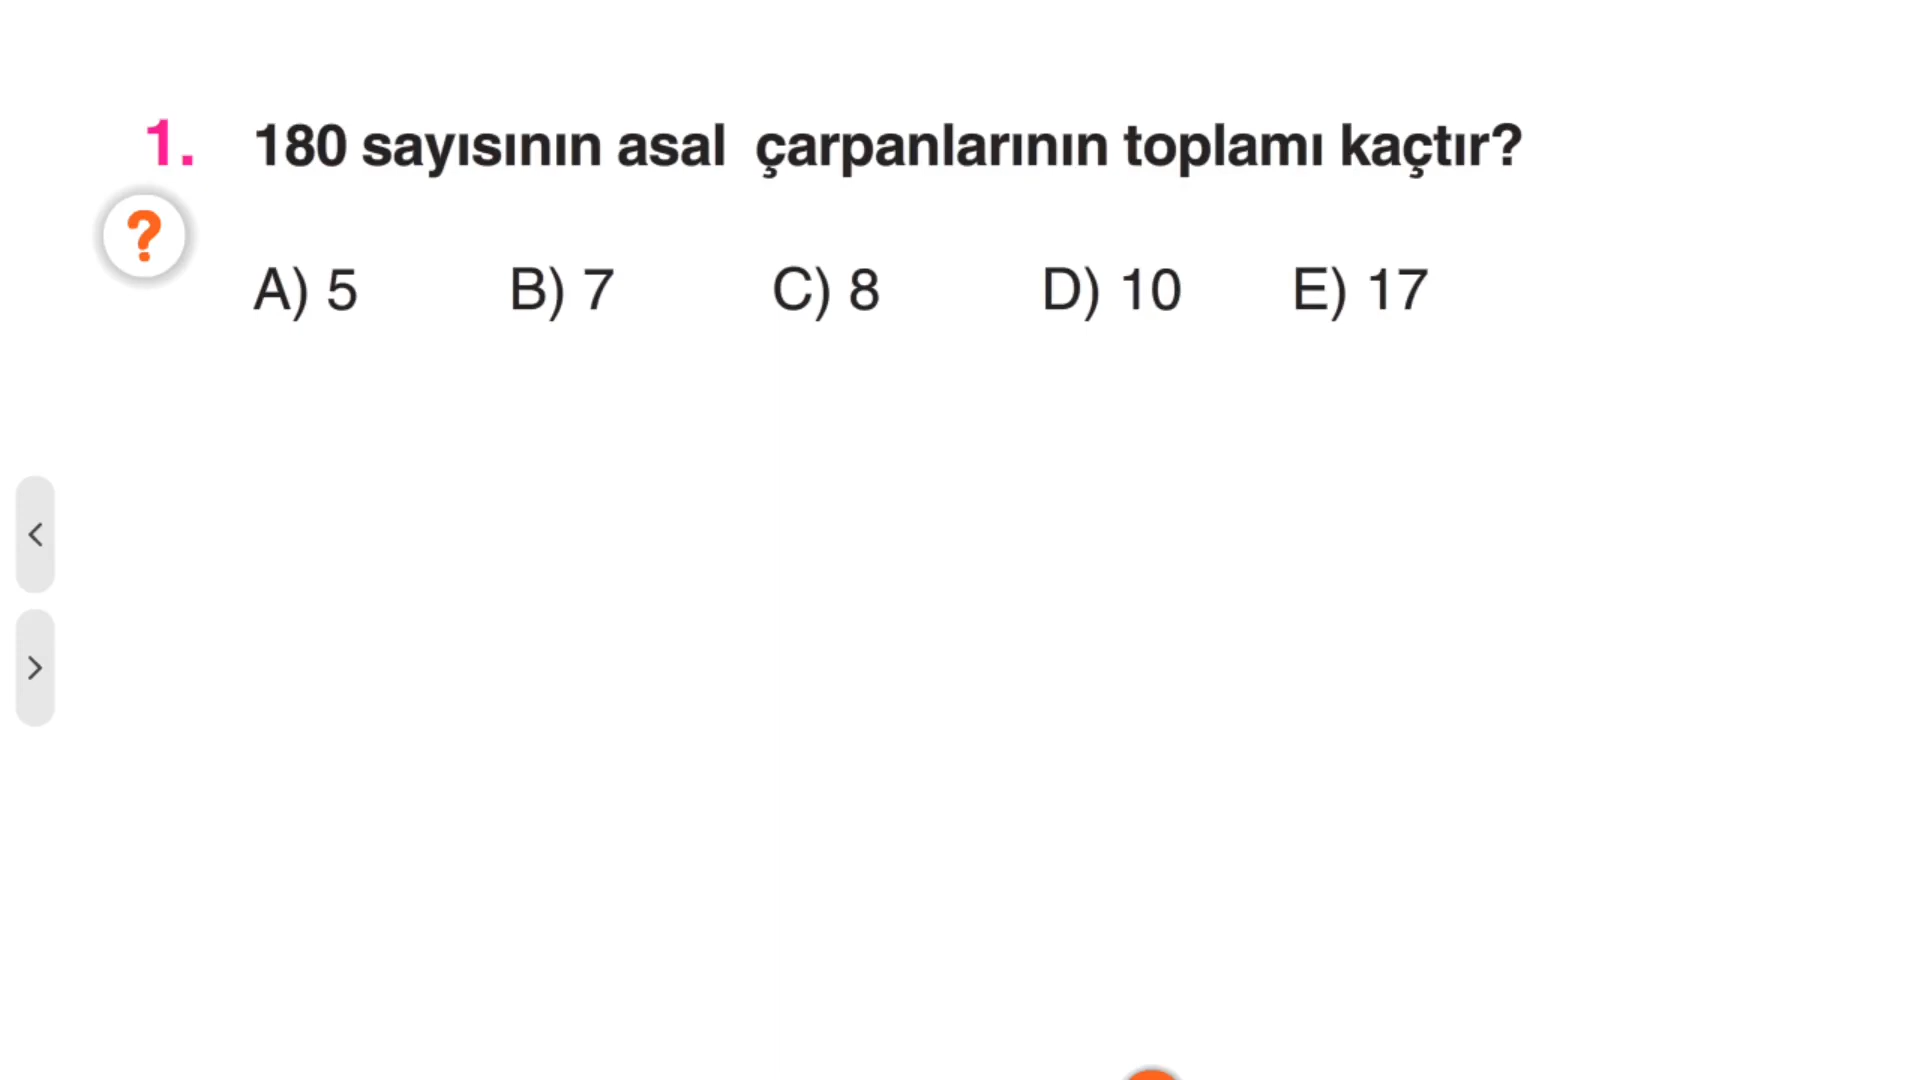 1. 180 sayısının asal çarpanlarının toplamı kaçtır?
?
A) 5 B) 7 C) 8 D) 10 E) 17